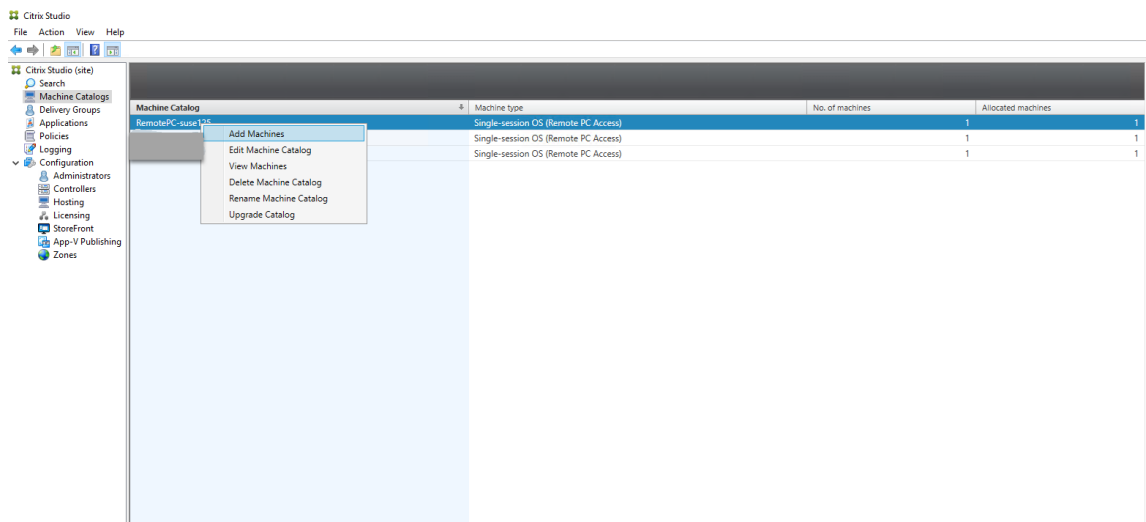 Citrix Studio
File Action View Help
Citrix Studio (site)
Search
Machine Catalogs
Delivery Groups
Applications
Policies
Logging
Configuration
Administrators
Controllers
Hosting
Licensing
StoreFront
App-V Publishing
Zones
Machine Catalog Machine type No. of machines Allocated machines
RemotePC-suse125 Single-session OS (Remote PC Access) 1 1
Single-session OS (Remote PC Access) 1 1
Single-session OS (Remote PC Access) 1 1
Add Machines
Edit Machine Catalog
View Machines
Delete Machine Catalog
Rename Machine Catalog
Upgrade Catalog